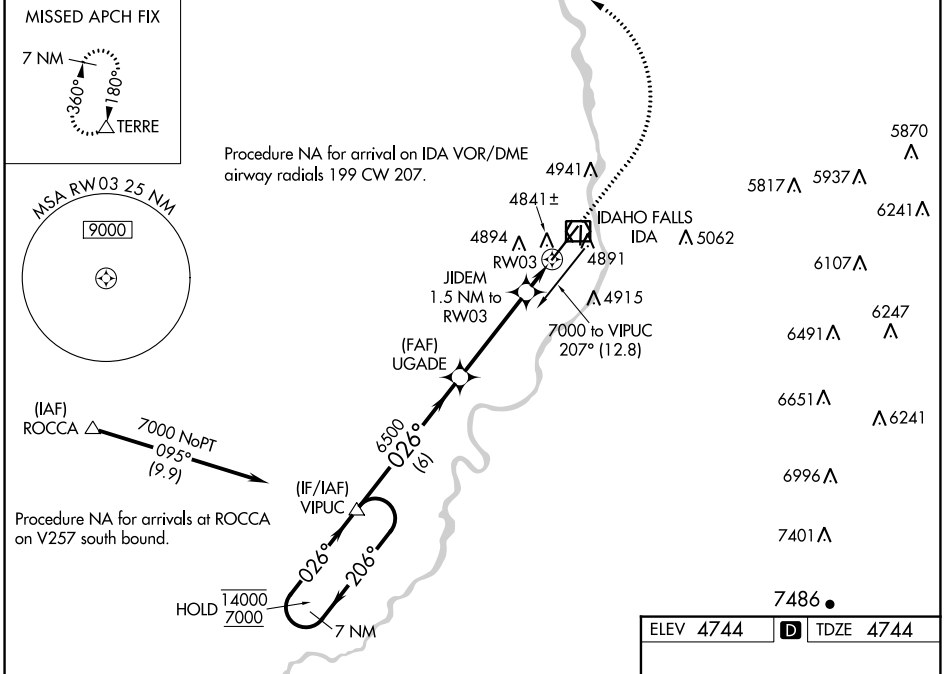 MISSED APCH FIX
7 NM
360°
180°
TERRE
MSA RW03 25 NM
9000
Procedure NA for arrival on IDA VOR/DME
airway radials 199 CW 207.
4941
4841±
4894
RW03
IDAHO FALLS
IDA
5062
4891
4915
JIDEM
1.5 NM to
RW03
7000 to VIPUC
207° (12.8)
(FAF)
UGADE
5870
5817
5937
6241
6107
6247
6491
6651
6241
6996
7401
7486
(IAF)
ROCCA
7000 NoPT
095°
(9.9)
6500
026°
(6)
(IF/IAF)
VIPUC
Procedure NA for arrivals at ROCCA
on V257 south bound.
026°
206°
HOLD
14000
7000
7 NM
ELEV 4744
D
TDZE 4744